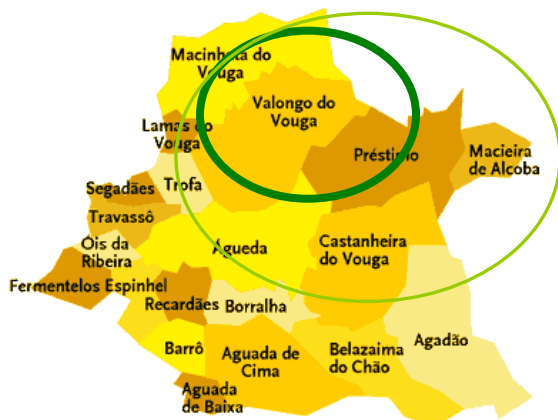 Macinhata do
Vouga
Valongo do
Vouga
Lamas do
Vouga
Préstimo
Macieira
de Alcoba
Trofa
Segadães
Travassô
Águeda
Castanheira
do Vouga
Óis da
Ribeira
Fermentelos
Espinhel
Recardães
Borralha
Agadão
Barrô
Aguada de
Cima
Belazaima
do Chão
Aguada
de Baixa